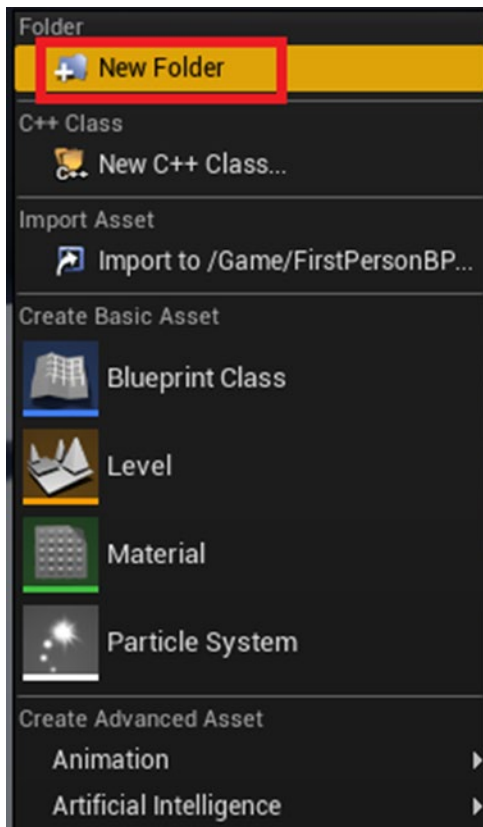 Folder
New Folder
C++ Class
New C++ Class...
Import Asset
Import to /Game/FirstPersonBP...
Create Basic Asset
Blueprint Class
Level
Material
Particle System
Create Advanced Asset
Animation
Artificial Intelligence